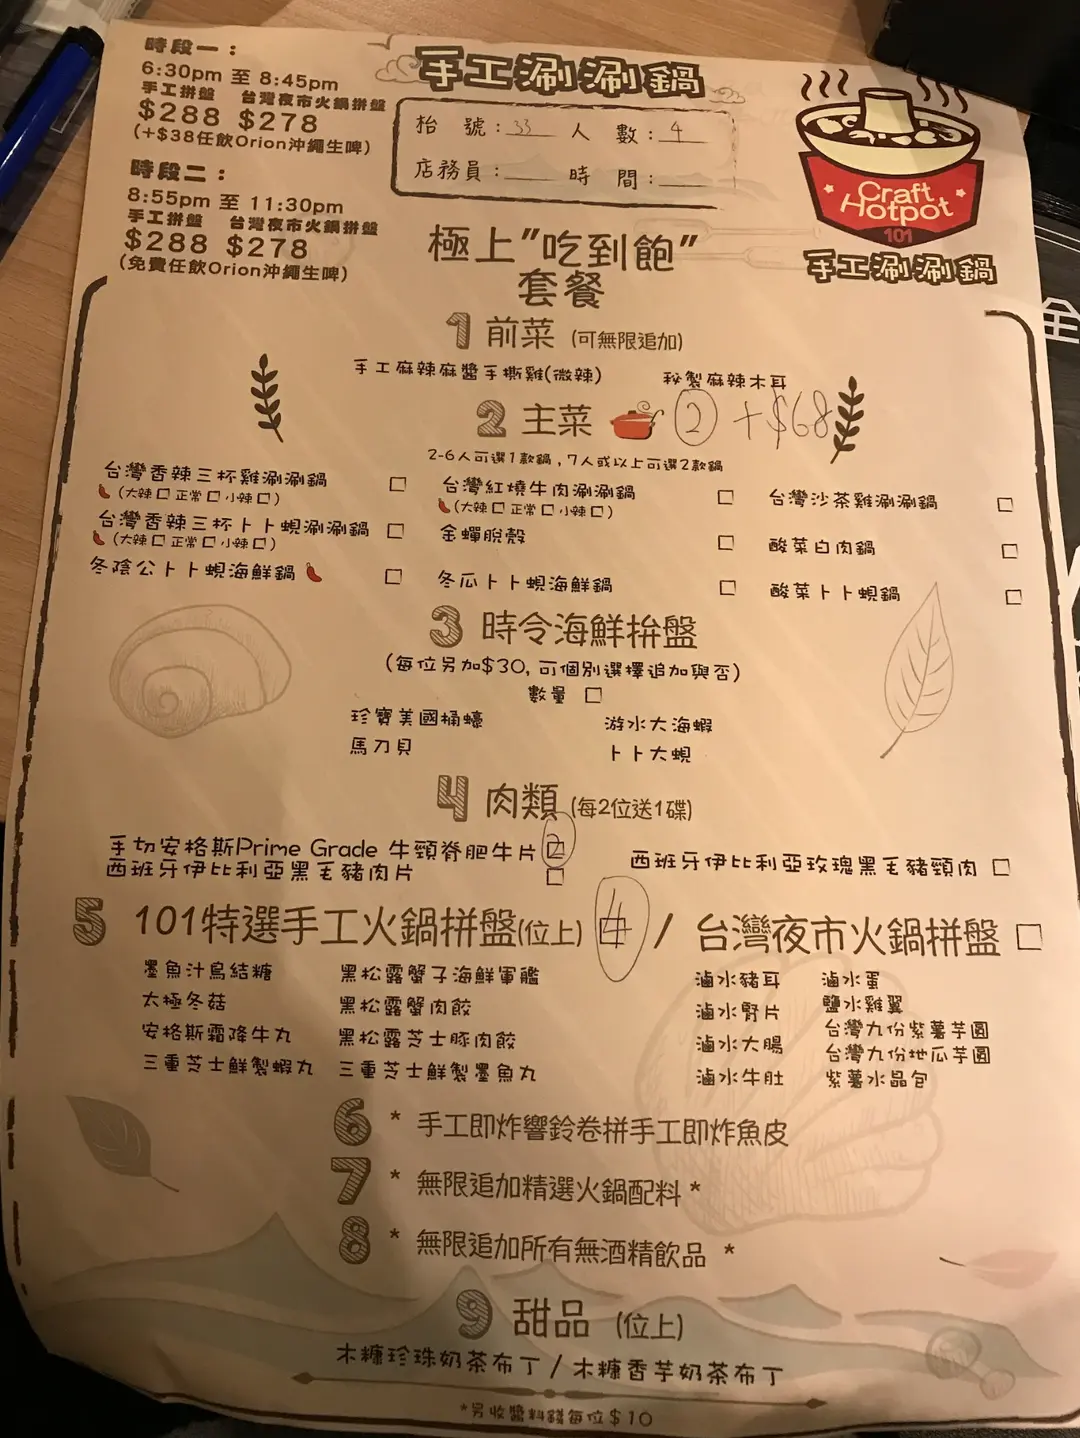 時段一：
6:30pm 至 8:45pm
手工拼盤 台灣夜市火鍋拼盤
$288 $278
(+$38任飲Orion沖繩生啤)
時段二：
8:55pm 至 11:30pm
手工拼盤 台灣夜市火鍋拼盤
$288 $278
(免費任飲Orion沖繩生啤)
手工涮涮鍋
枱 號：33 人 數：4
店務員： 時 間：
Craft
Hotpot
101
手工涮涮鍋
極上"吃到飽"
套餐
1 前菜 (可無限追加)
手工麻辣麻醬手撕雞(微辣) 秘製麻辣木耳
2 主菜 ② +$68
2-6人可選1款鍋，7人或以上可選2款鍋
台灣香辣三杯雞涮涮鍋 □ 台灣紅燒牛肉涮涮鍋 □ 台灣沙茶雞涮涮鍋 □
(大辣□正常□小辣□) (大辣□正常□小辣□)
台灣香辣三杯卜卜蜆涮涮鍋 □ 金蟬脫殼 □ 酸菜白肉鍋 □
(大辣□正常□小辣□)
冬陰公卜卜蜆海鮮鍋 □ 冬瓜卜卜蜆海鮮鍋 □ 酸菜卜卜蜆鍋 □
3 時令海鮮拚盤
(每位另加$30, 可個別選擇追加與否)
數量 □
珍寶美國桶蠔 游水大海蝦
馬刀貝 卜卜大蜆
4 肉類 (每2位送1碟)
手切安格斯Prime Grade 牛頸脊肥牛片 2
西班牙伊比利亞黑毛豬肉片 □ 西班牙伊比利亞玫瑰黑毛豬頸肉 □
5 101特選手工火鍋拼盤(位上) 4 / 台灣夜市火鍋拼盤 □
墨魚汁鳥結糖 黑松露蟹子海鮮軍艦 滷水豬耳 滷水蛋
太極冬菇 黑松露蟹肉餃 滷水腎片 鹽水雞翼
安格斯霜降牛丸 黑松露芝士豚肉餃 滷水大腸 台灣九份紫薯芋圓
三重芝士鮮製蝦丸 三重芝士鮮製墨魚丸 滷水牛肚 台灣九份地瓜芋圓
紫薯水晶包
6 * 手工即炸響鈴卷拼手工即炸魚皮
7 * 無限追加精選火鍋配料 *
8 * 無限追加所有無酒精飲品 *
9 甜品 (位上)
木糠珍珠奶茶布丁 / 木糠香芋奶茶布丁
*另收醬料錢每位$10